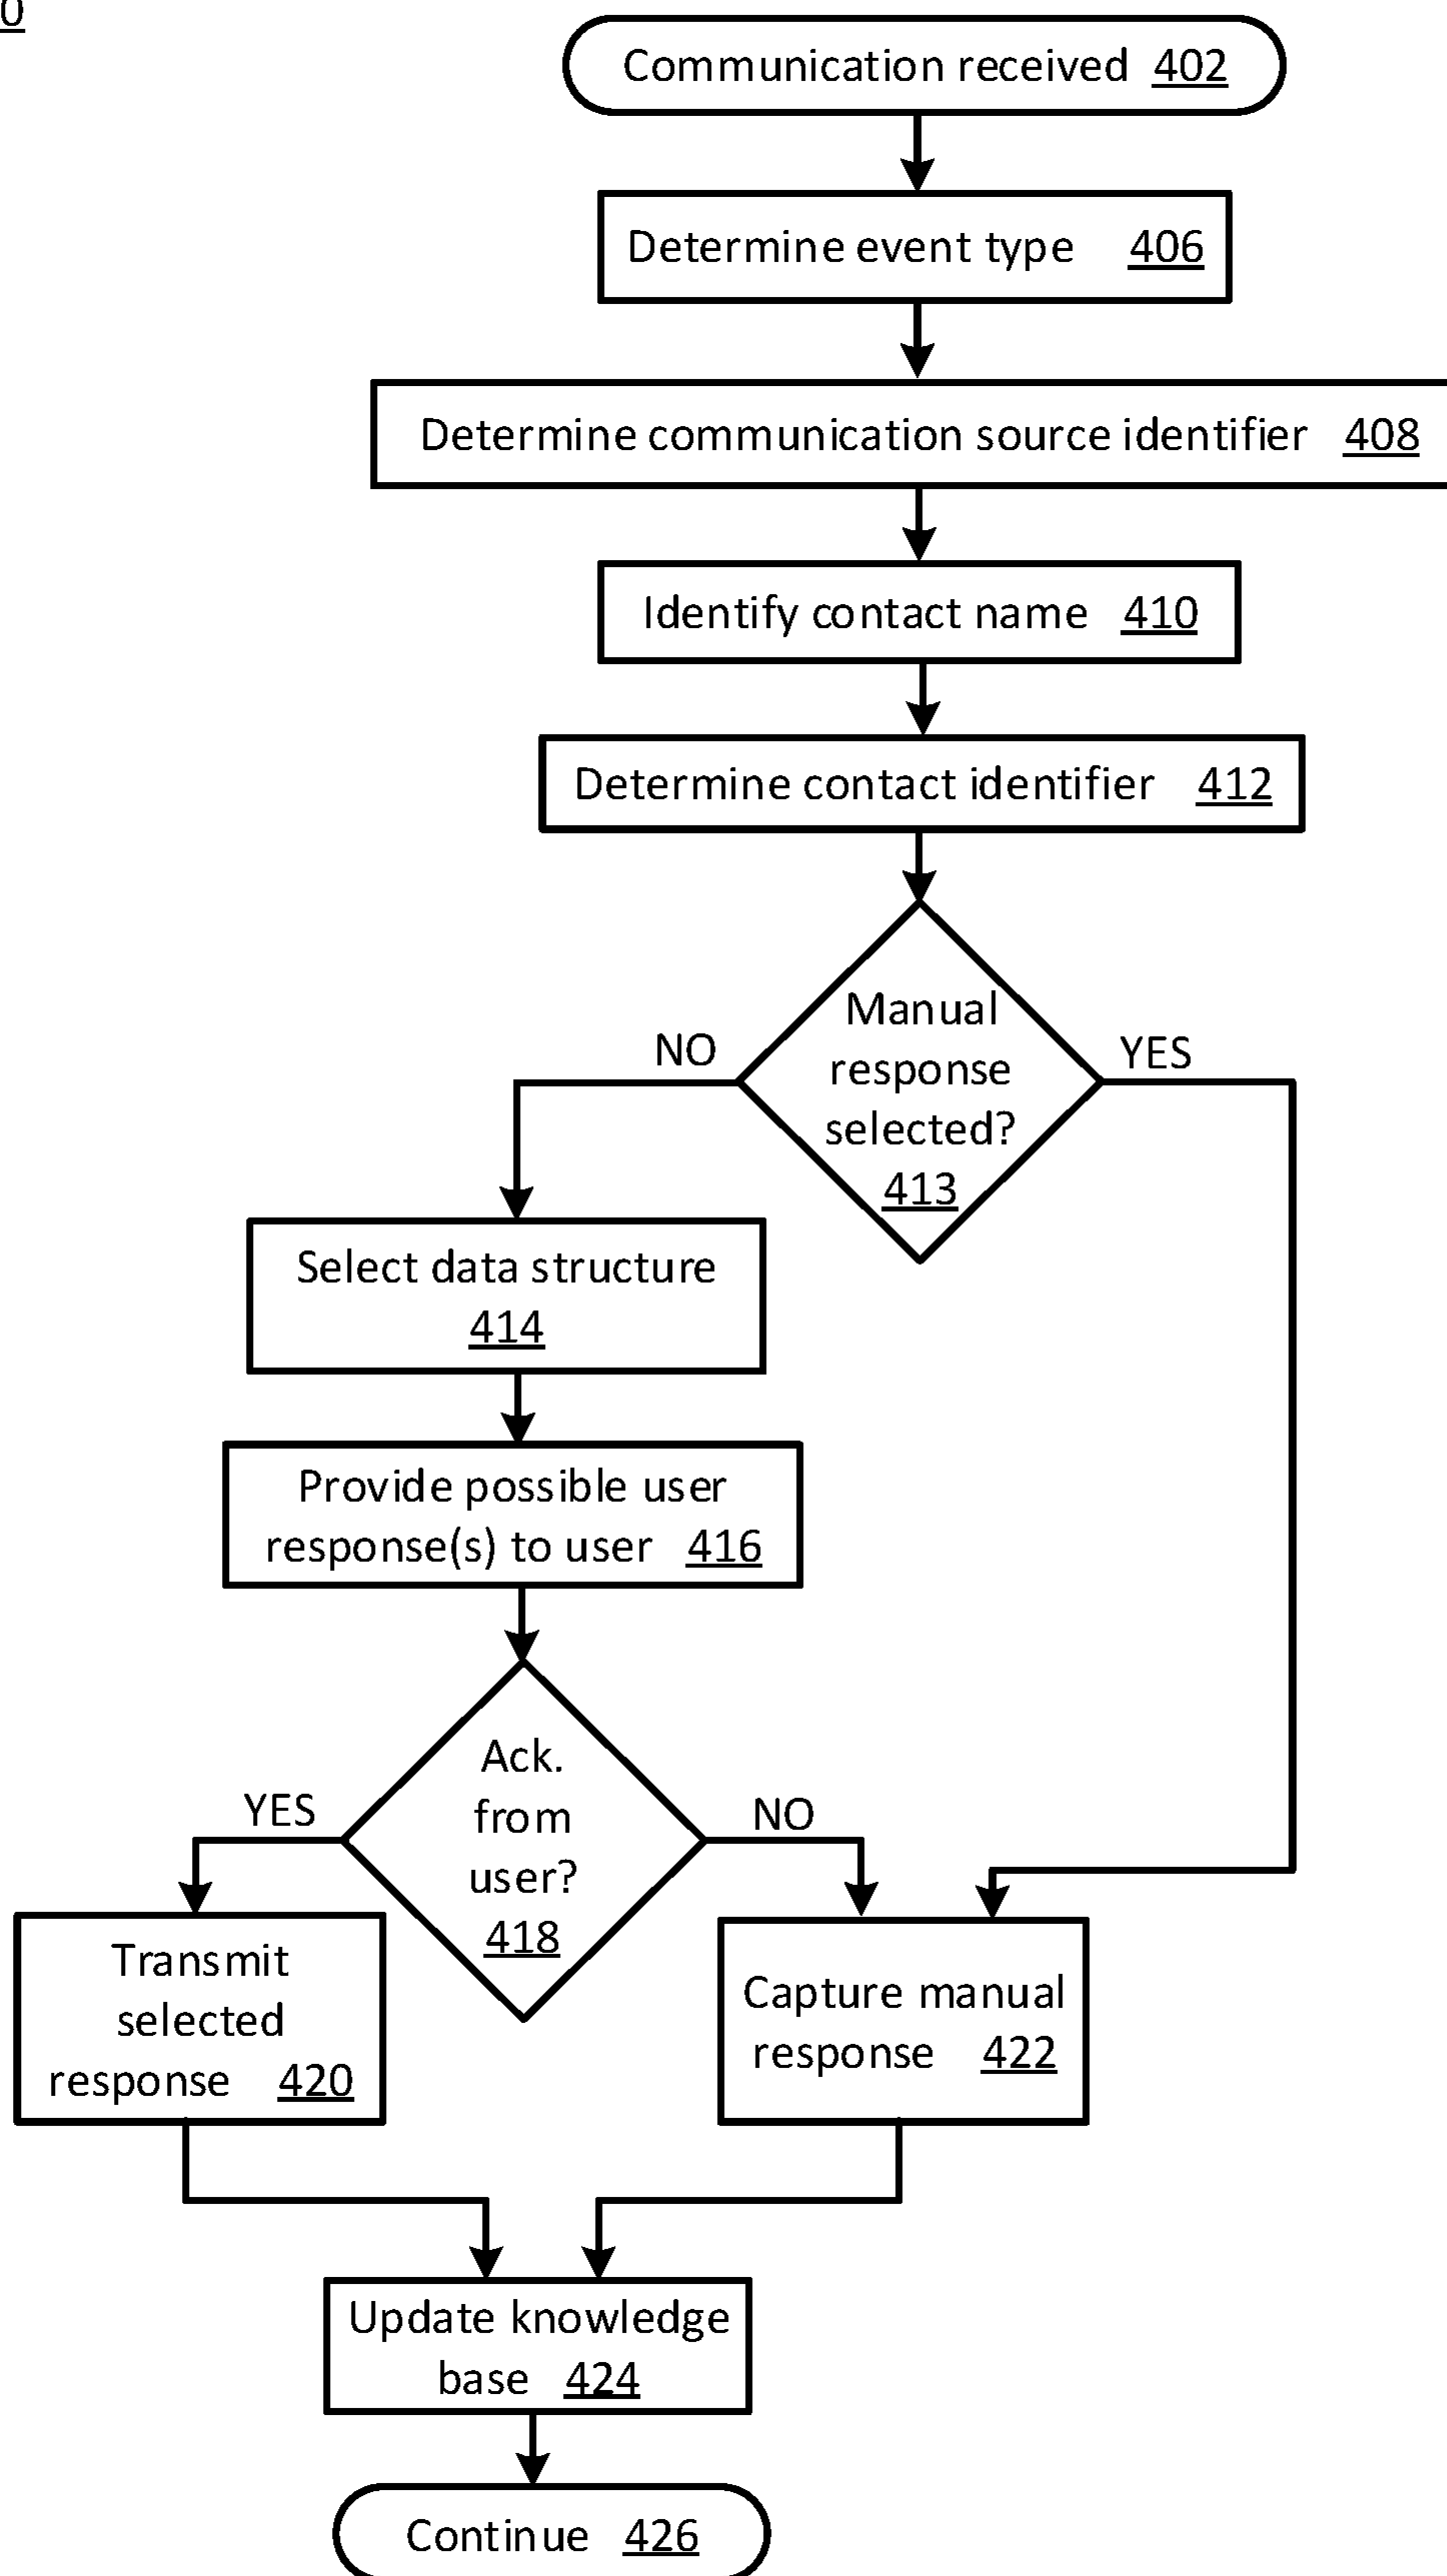 0
Communication received 402
Determine event type 406
Determine communication source identifier 408
Identify contact name 410
Determine contact identifier 412
Manual
response
selected?
413
NO
YES
Select data structure
414
Provide possible user
response(s) to user 416
Ack.
from
user?
418
YES
NO
Transmit
selected
response 420
Capture manual
response 422
Update knowledge
base 424
Continue 426